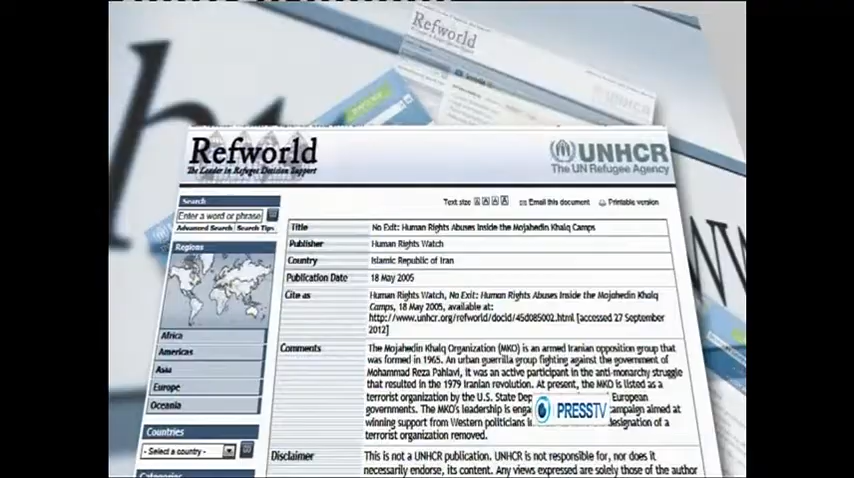 Refworld
UNHCR
Refworld
The Leader in Refugee Decision Support
UNHCR
The UN Refugee Agency
Text size A A A A Email this document Printable version
Search
Enter a word or phrase
Advanced Search | Search Tips
Regions
Africa
Americas
Asia
Europe
Oceania
Countries
- Select a country -
Categories
Title No Exit: Human Rights Abuses Inside the Mojahedin Khalq Camps
Publisher Human Rights Watch
Country Islamic Republic of Iran
Publication Date 18 May 2005
Cite as Human Rights Watch, No Exit: Human Rights Abuses Inside the Mojahedin Khalq
Camps, 18 May 2005, available at:
http://www.unhcr.org/refworld/docid/45d085002.html [accessed 27 September
2012]
Comments The Mojahedin Khalq Organization (MKO) is an armed Iranian opposition group that
was formed in 1965. An urban guerrilla group fighting against the government of
Mohammad Reza Pahlavi, it was an active participant in the anti-monarchy struggle
that resulted in the 1979 Iranian revolution. At present, the MKO is listed as a
terrorist organization by the U.S. State Dep European
governments. The MKO's leadership is enga campaign aimed at
winning support from Western politicians designation of a
terrorist organization removed.
PRESSTV
Disclaimer This is not a UNHCR publication. UNHCR is not responsible for, nor does it
necessarily endorse, its content. Any views expressed are solely those of the author